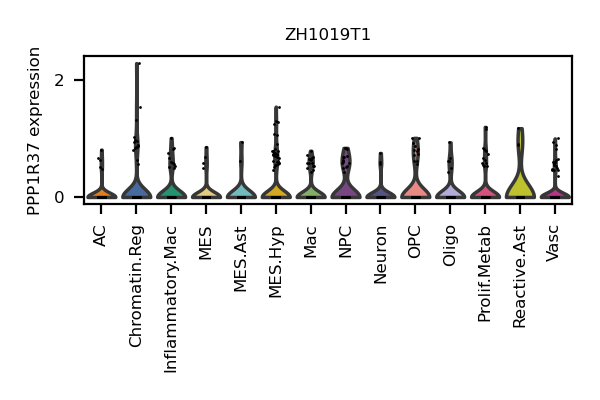 ZH1019T1
PPP1R37 expression
2
0
AC
Chromatin.Reg
Inflammatory.Mac
MES
MES.Ast
MES.Hyp
Mac
NPC
Neuron
OPC
Oligo
Prolif.Metab
Reactive.Ast
Vasc